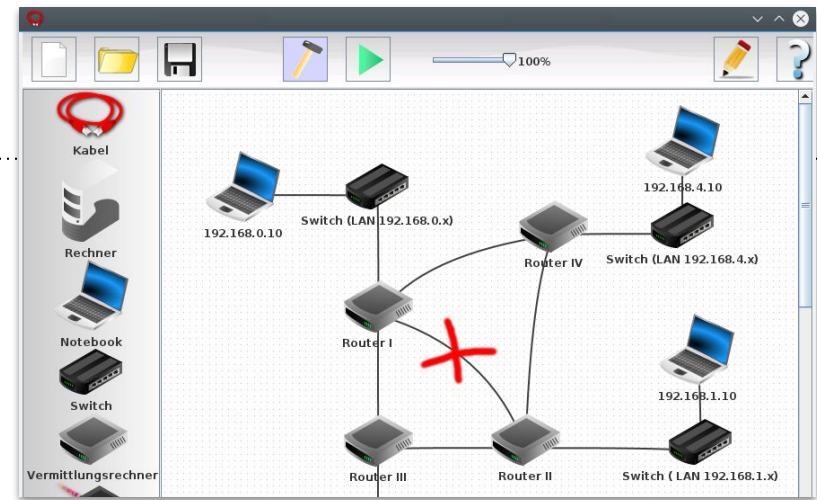 100%
Kabel
Rechner
Notebook
Switch
Vermittlungsrechner
192.168.0.10
Switch (LAN 192.168.0.x)
192.168.4.10
Router IV
Switch (LAN 192.168.4.x)
Router I
192.168.1.10
Router III
Router II
Switch ( LAN 192.168.1.x)